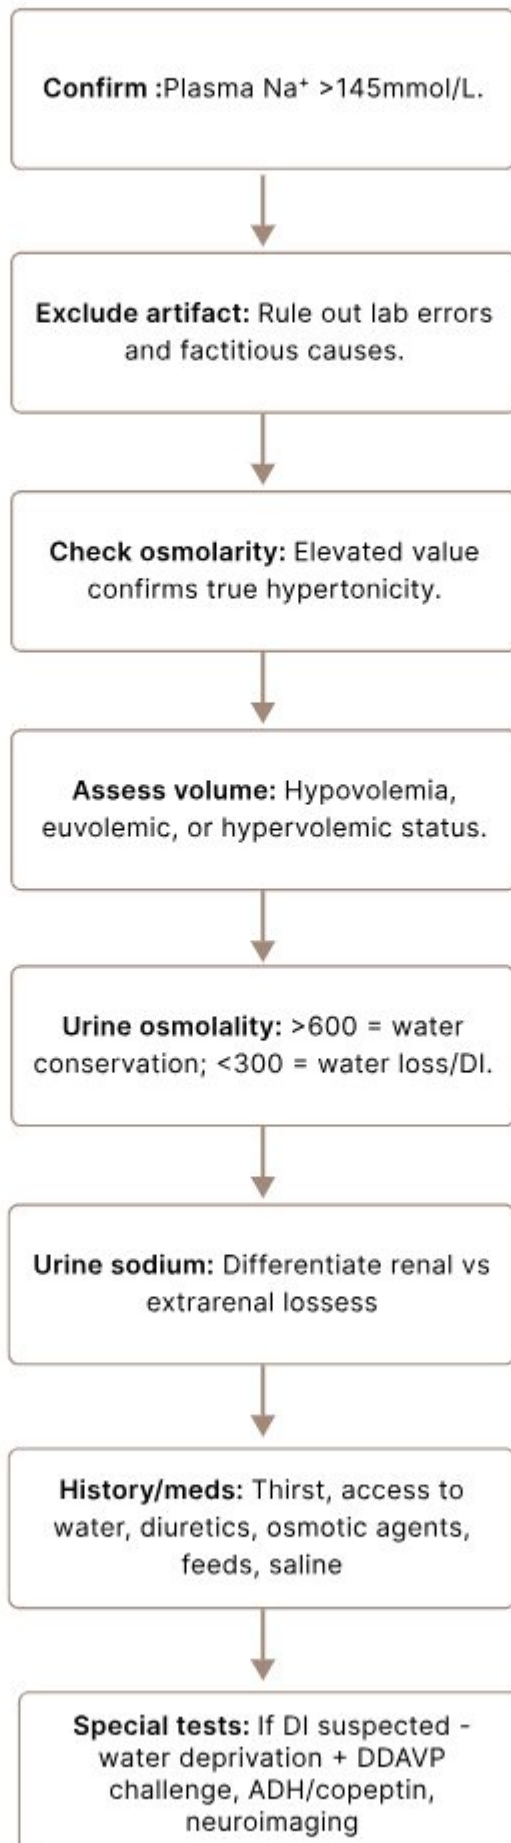 Confirm :Plasma Na⁺ >145mmol/L.
Exclude artifact: Rule out lab errors
and factitious causes.
Check osmolarity: Elevated value
confirms true hypertonicity.
Assess volume: Hypovolemia,
euvolemic, or hypervolemic status.
Urine osmolality: >600 = water
conservation; <300 = water loss/DI.
Urine sodium: Differentiate renal vs
extrarenal lossess
History/meds: Thirst, access to
water, diuretics, osmotic agents,
feeds, saline
Special tests: If DI suspected -
water deprivation + DDAVP
challenge, ADH/copeptin,
neuroimaging